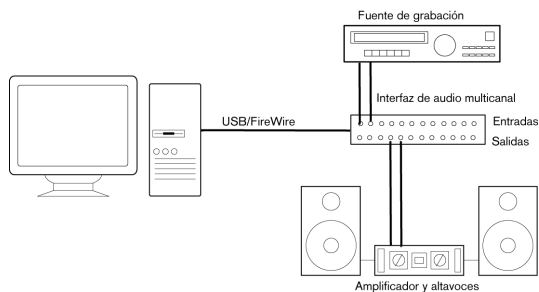 Fuente de grabación
Interfaz de audio multicanal
USB/FireWire
Entradas
Salidas
Amplificador y altavoces